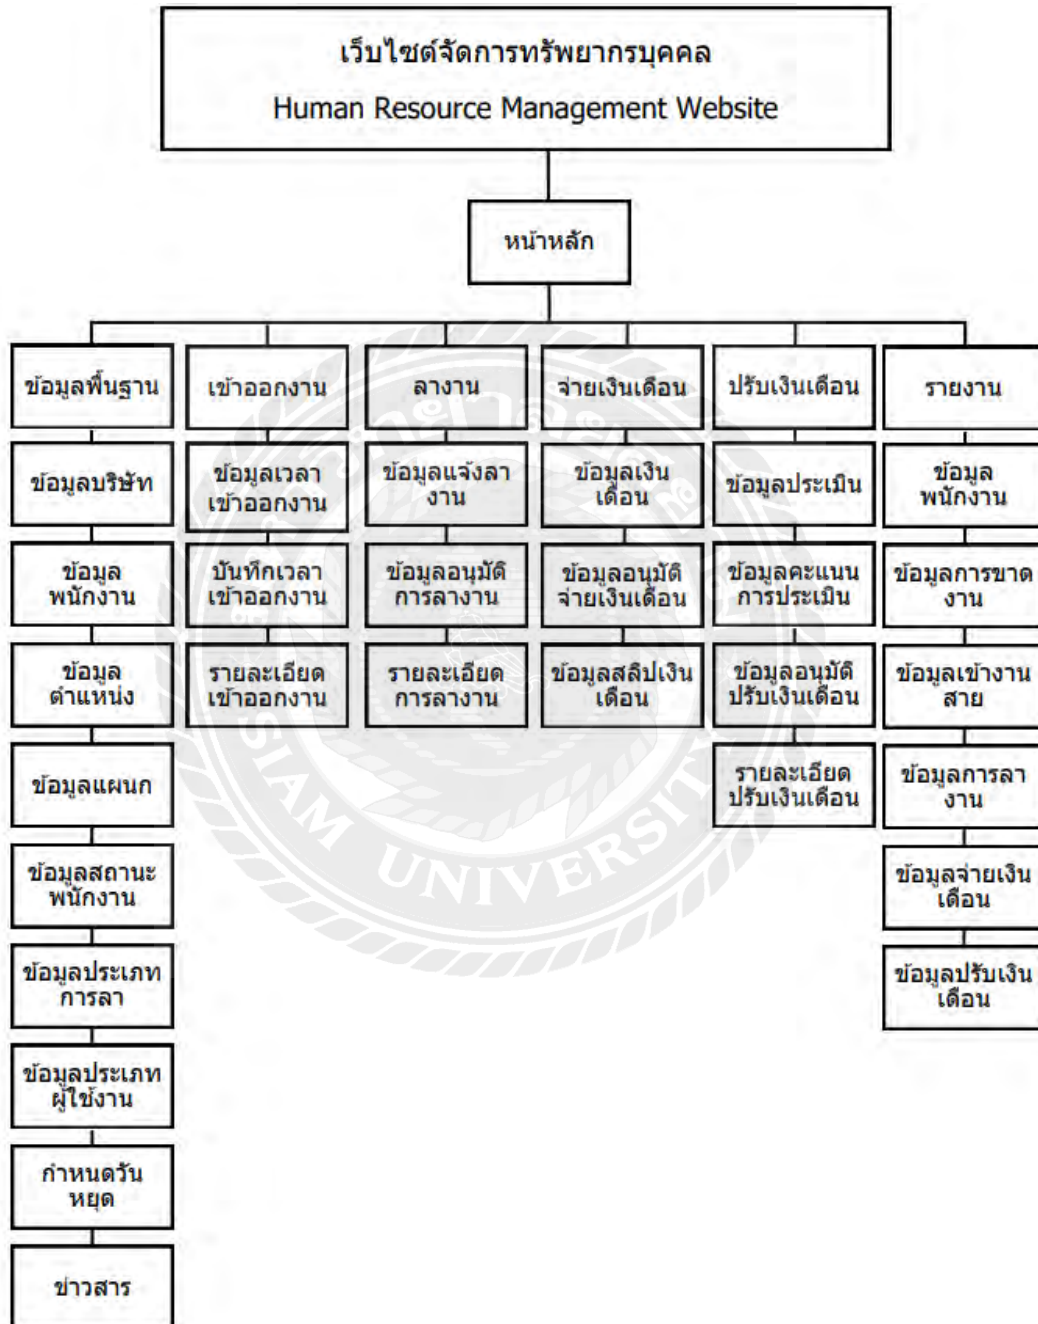 เว็บไซต์จัดการทรัพยากรบุคคล
Human Resource Management Website
หน้าหลัก
ข้อมูลพื้นฐาน
ข้อมูลบริษัท
ข้อมูล
พนักงาน
ข้อมูล
ตำแหน่ง
ข้อมูลแผนก
ข้อมูลสถานะ
พนักงาน
ข้อมูลประเภท
การลา
ข้อมูลประเภท
ผู้ใช้งาน
กำหนดวัน
หยุด
ข่าวสาร
เข้าออกงาน
ข้อมูลเวลา
เข้าออกงาน
บันทึกเวลา
เข้าออกงาน
รายละเอียด
เข้าออกงาน
ลางาน
ข้อมูลแจ้งลา
งาน
ข้อมูลอนุมัติ
การลางาน
รายละเอียด
การลางาน
จ่ายเงินเดือน
ข้อมูลเงิน
เดือน
ข้อมูลอนุมัติ
จ่ายเงินเดือน
ข้อมูลสลิปเงิน
เดือน
ปรับเงินเดือน
ข้อมูลประเมิน
ข้อมูลคะแนน
การประเมิน
ข้อมูลอนุมัติ
ปรับเงินเดือน
รายละเอียด
ปรับเงินเดือน
รายงาน
ข้อมูล
พนักงาน
ข้อมูลการขาด
งาน
ข้อมูลเข้างาน
สาย
ข้อมูลการลา
งาน
ข้อมูลจ่ายเงิน
เดือน
ข้อมูลปรับเงิน
เดือน
SIAM UNIVERSITY